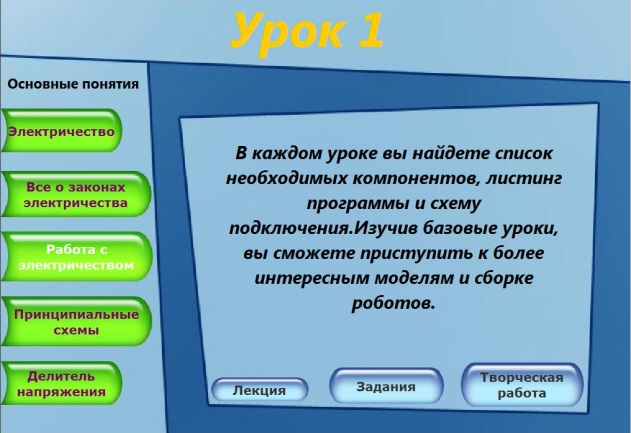 Урок 1
Основные понятия
Электричество
Все о законах
электричества
Работа с
электричеством
Принципиальные
схемы
Делитель
напряжения
В каждом уроке вы найдете список
необходимых компонентов, листинг
программы и схему
подключения.Изучив базовые уроки,
вы сможете приступить к более
интересным моделям и сборке
роботов.
Лекция
Задания
Творческая
работа